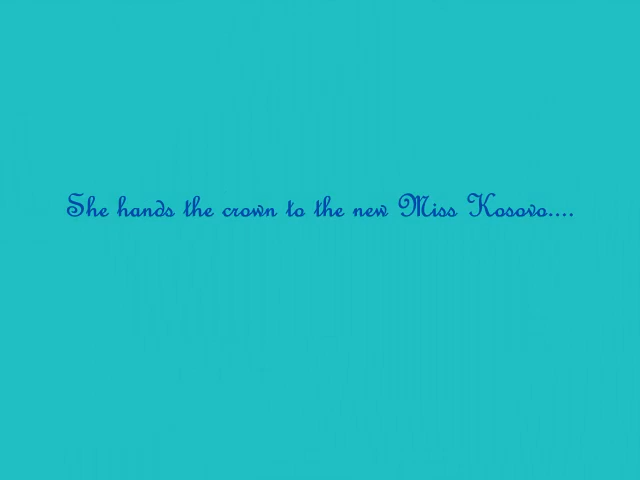 She hands the crown to the new Miss Kosovo....